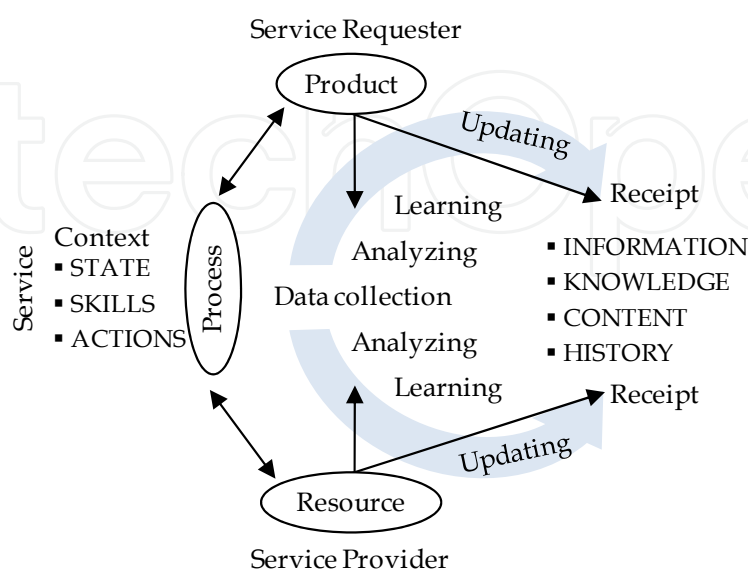 Service Requester
Product
Updating
Learning
Receipt
Analyzing
Service
Context
▪ STATE
▪ SKILLS
▪ ACTIONS
Process
Data collection
▪ INFORMATION
▪ KNOWLEDGE
▪ CONTENT
▪ HISTORY
Analyzing
Learning
Receipt
Updating
Resource
Service Provider